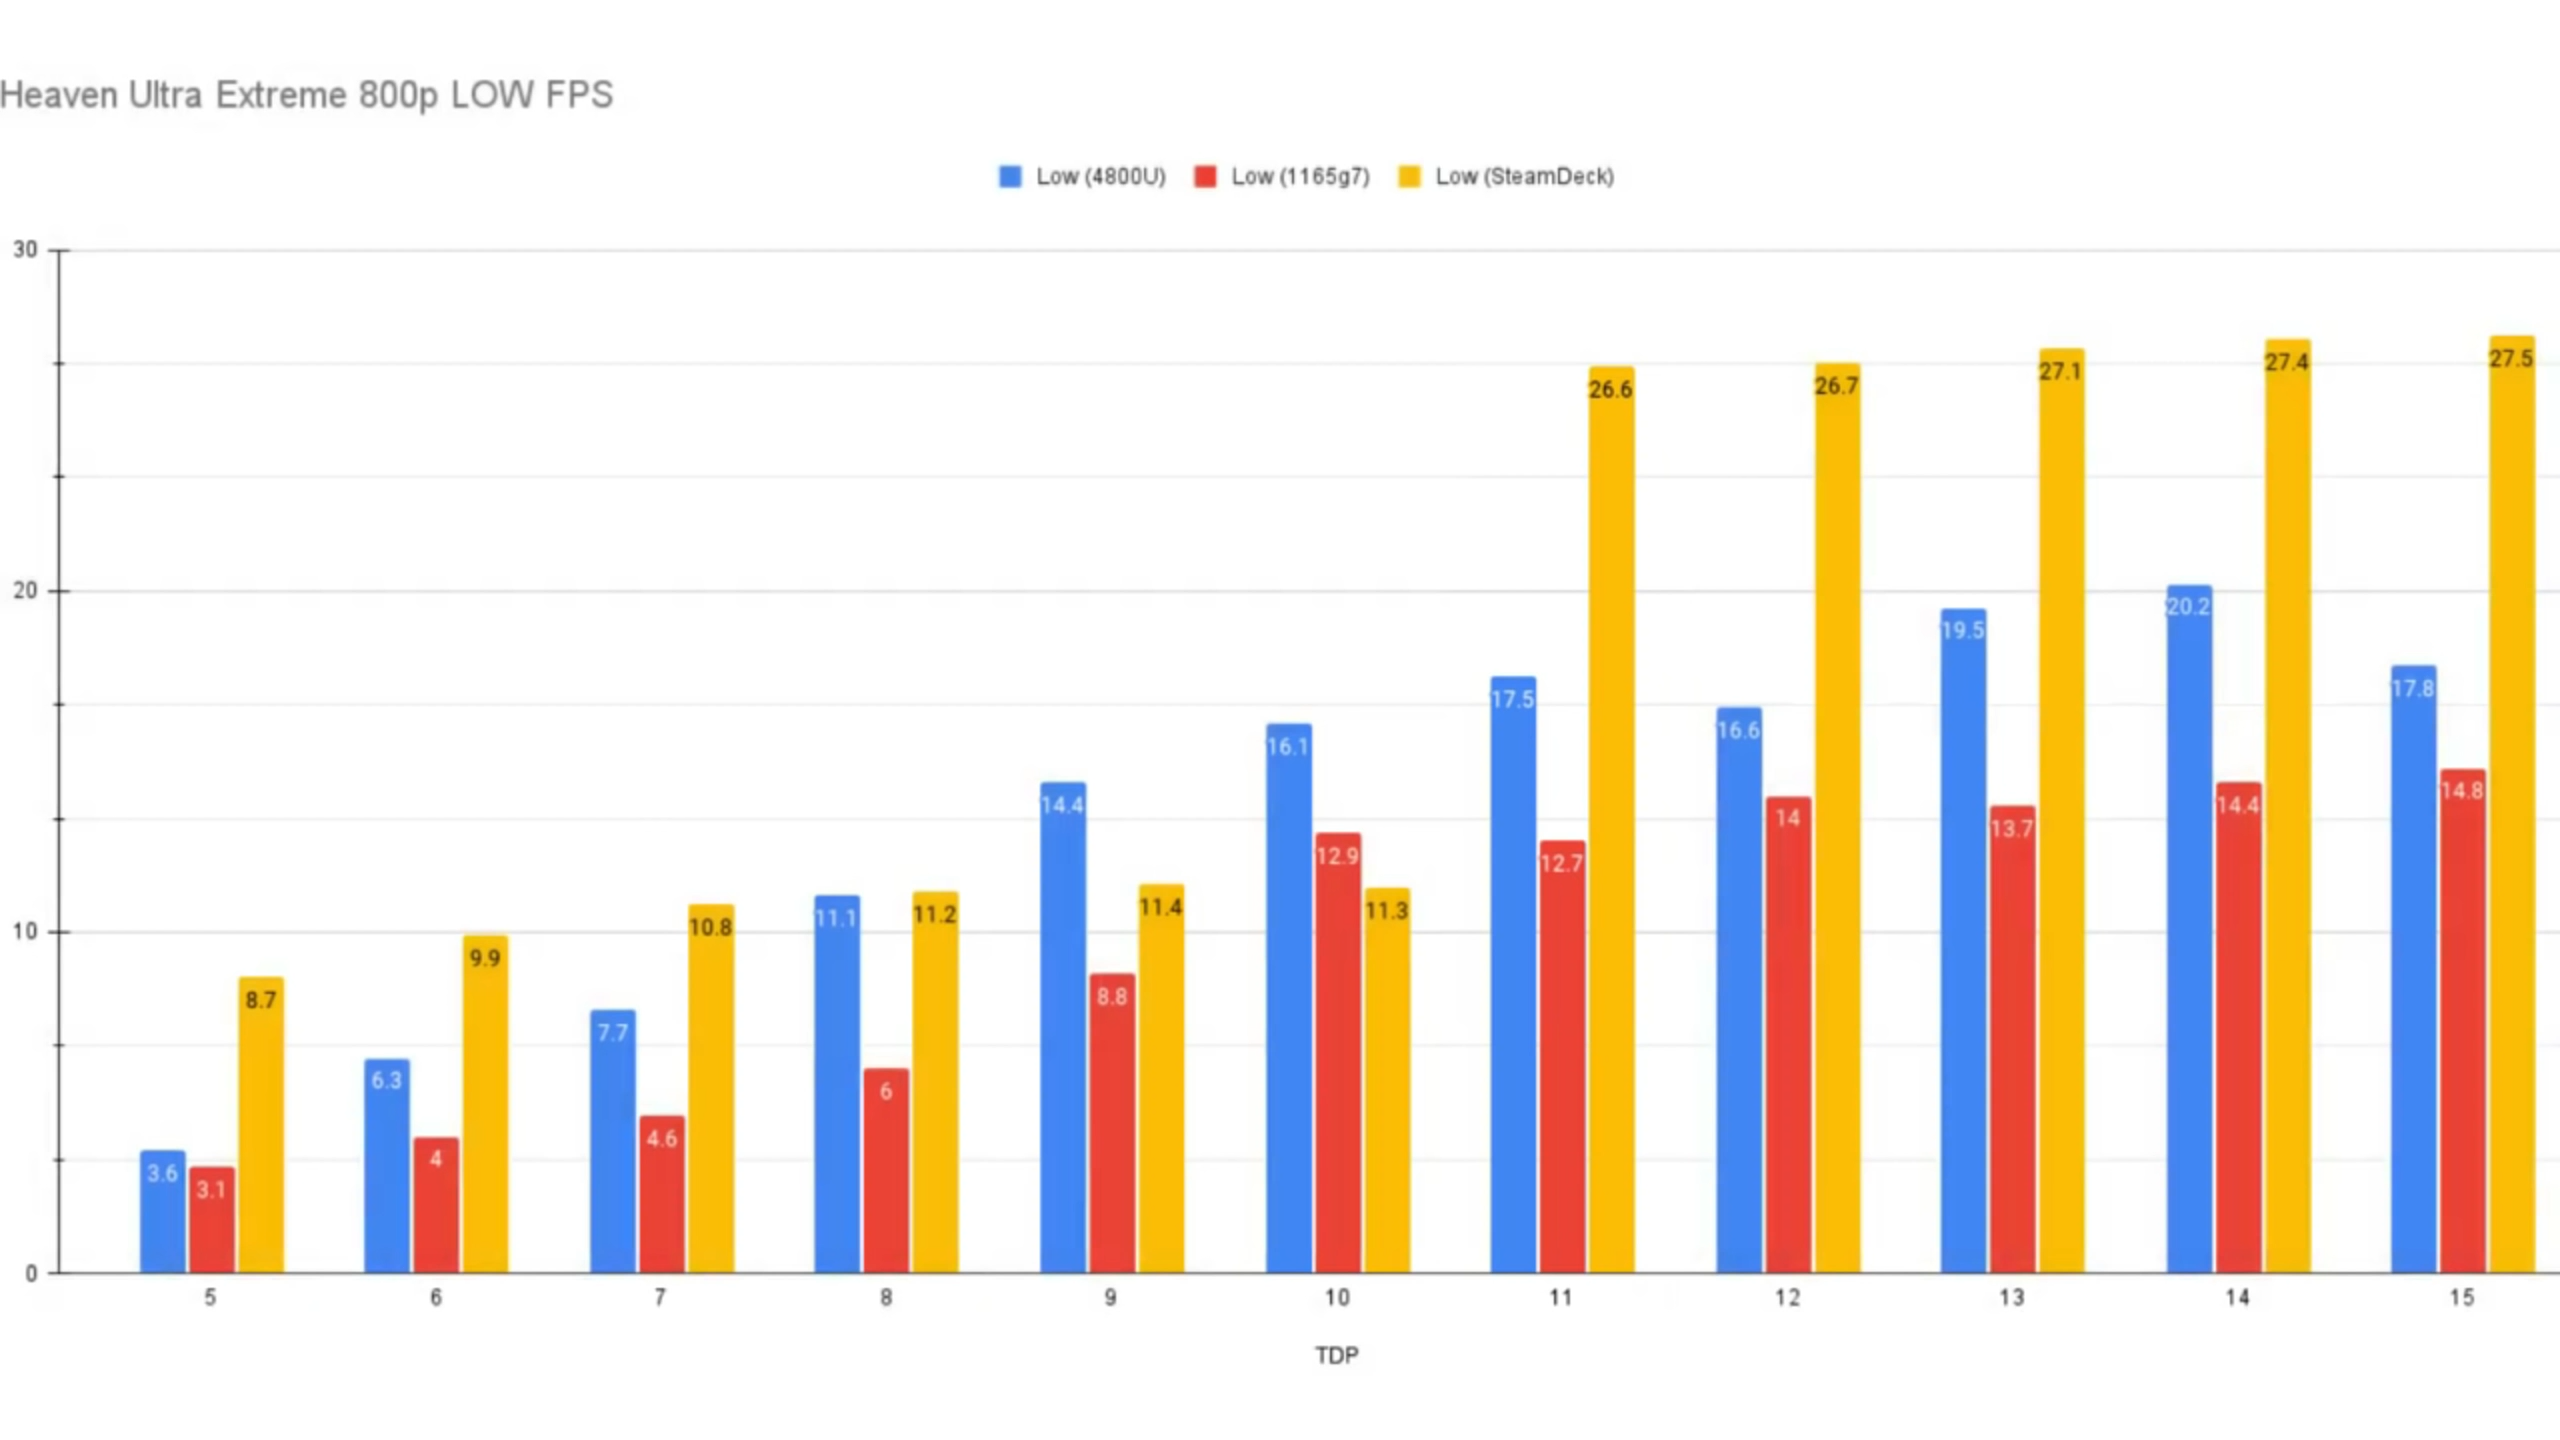 Heaven Ultra Extreme 800p LOW FPS
Low (4800U) Low (1165g7) Low (SteamDeck)
30
20
10
0
3.6 3.1 8.7
6.3 4 9.9
7.7 4.6 10.8
11.1 6 11.2
14.4 8.8 11.4
16.1 12.9 11.3
17.5 12.7 26.6
16.6 14 26.7
19.5 13.7 27.1
20.2 14.4 27.4
17.8 14.8 27.5
5 6 7 8 9 10 11 12 13 14 15
TDP